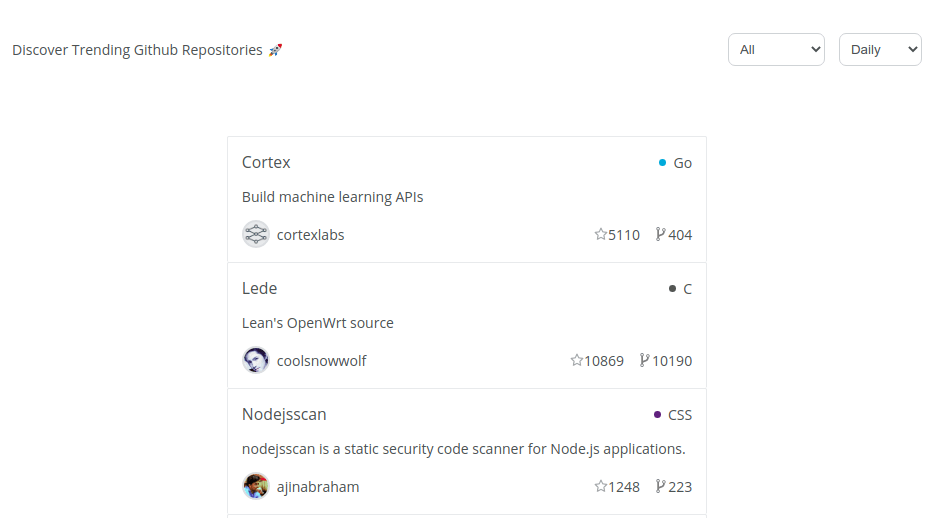 Discover Trending Github Repositories 🚀
All
Daily
Cortex
Go
Build machine learning APIs
cortexlabs
5110
404
Lede
C
Lean's OpenWrt source
coolsnowwolf
10869
10190
Nodejsscan
CSS
nodejsscan is a static security code scanner for Node.js applications.
ajinabraham
1248
223